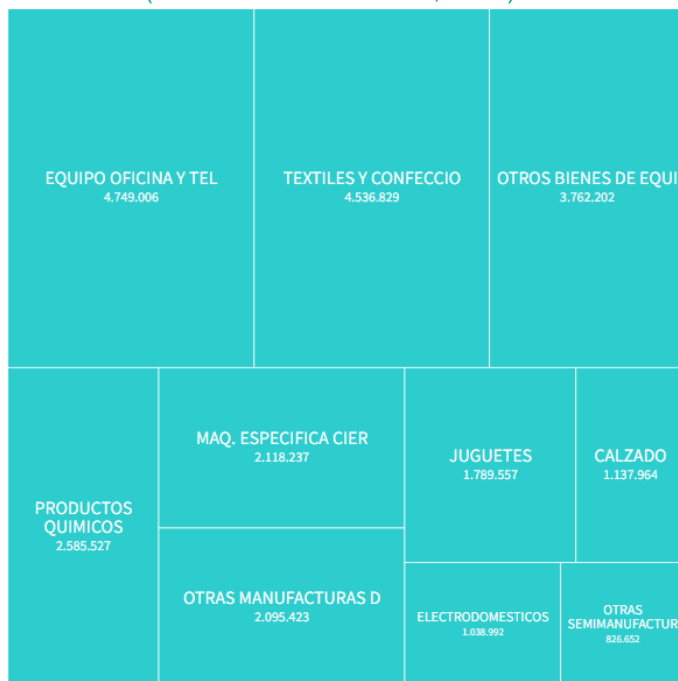 EQUIPO OFICINA Y TEL
4.749.006
TEXTILES Y CONFECCIO
4.536.829
OTROS BIENES DE EQUI
3.762.202
PRODUCTOS
QUIMICOS
2.585.527
MAQ. ESPECIFICA CIER
2.118.237
OTRAS MANUFACTURAS D
2.095.423
JUGUETES
1.789.557
CALZADO
1.137.964
ELECTRODOMESTICOS
1.038.992
OTRAS
SEMIMANUFACTUR
826.652